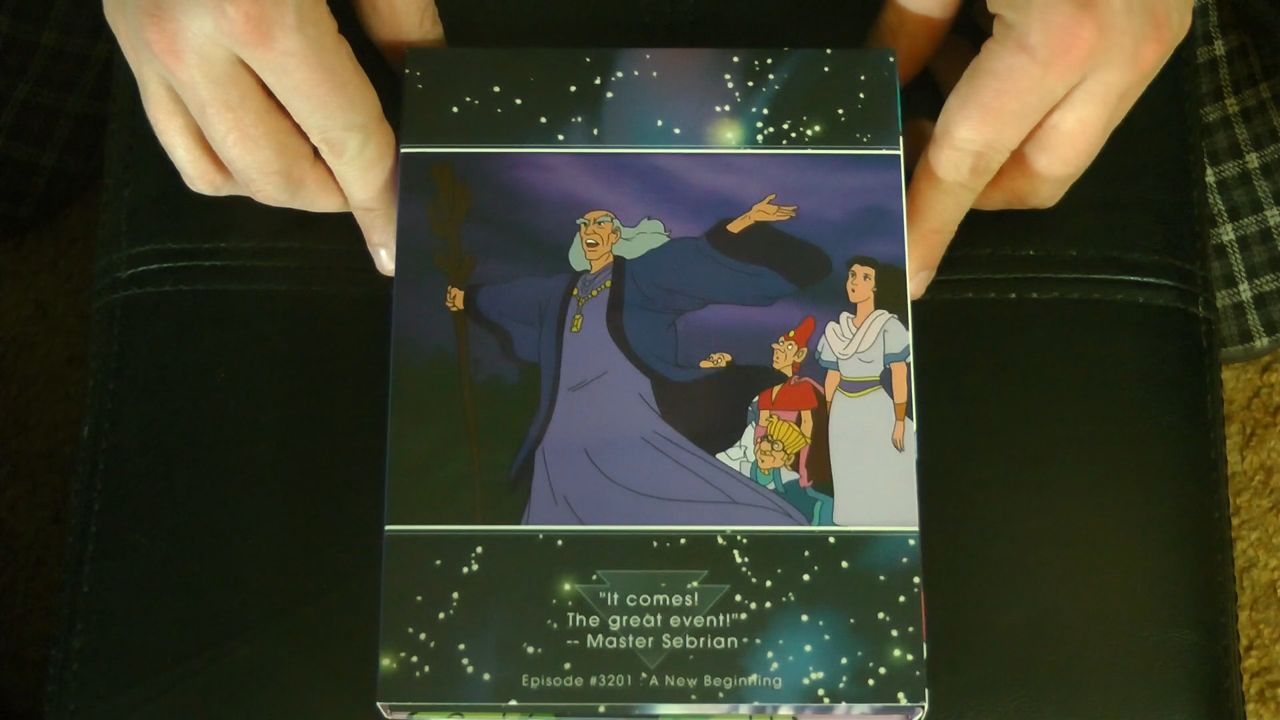 "It comes!
The great event!"
-- Master Sebrian
Episode #3201 : A New Beginning